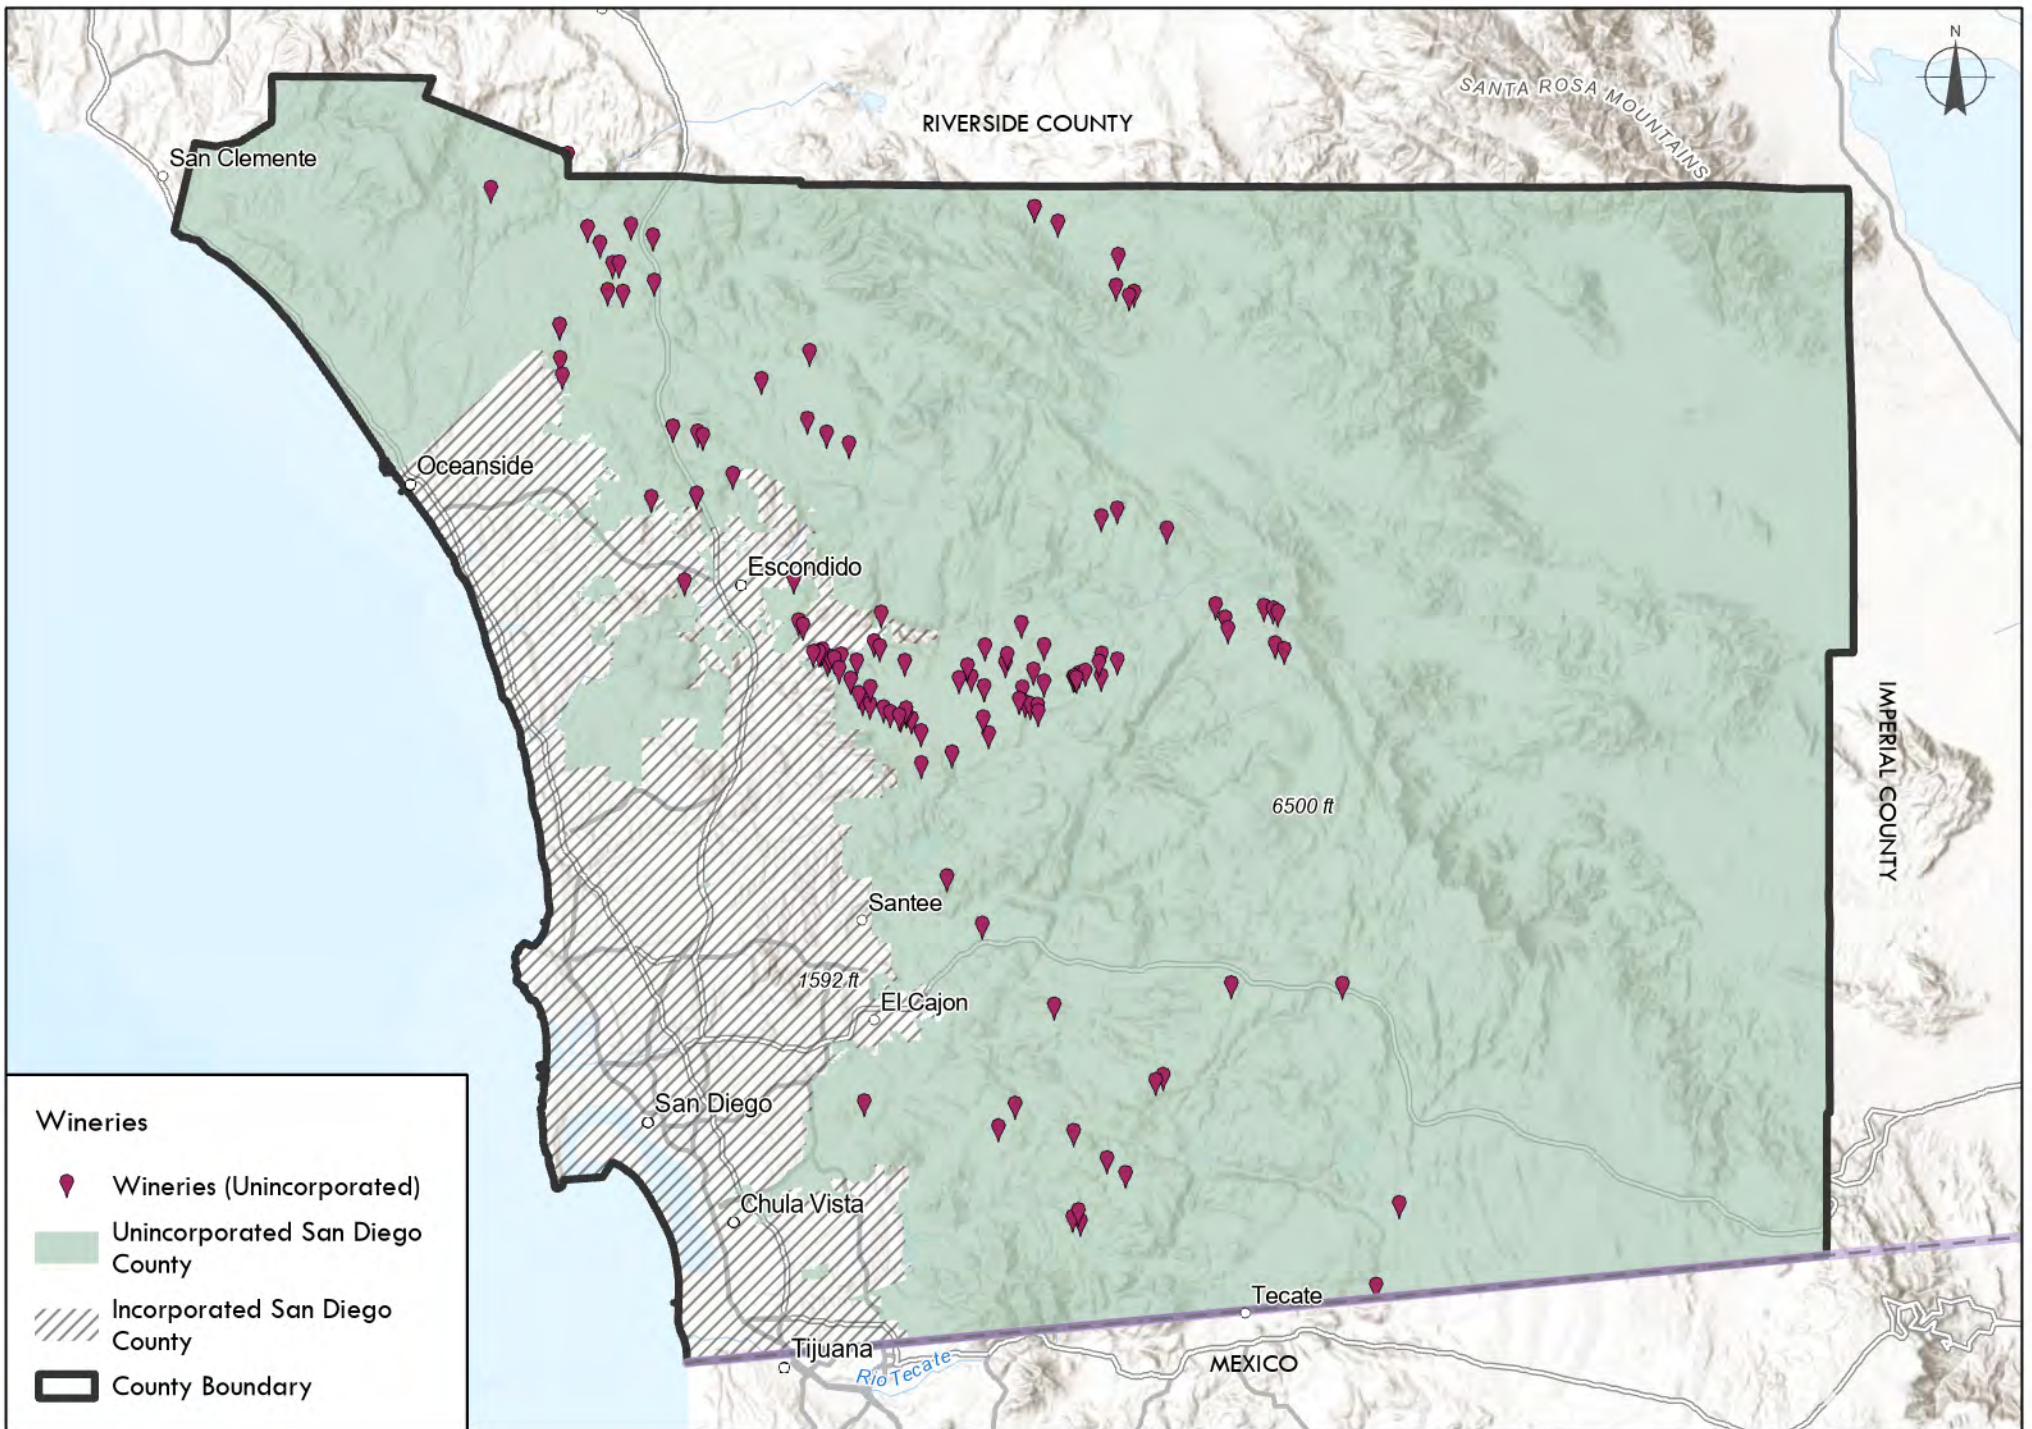 N
SANTA ROSA MOUNTAINS
RIVERSIDE COUNTY
San Clemente
Oceanside
Escondido
IMPERIAL COUNTY
6500 ft
Santee
1592 ft
El Cajon
San Diego
Chula Vista
Tecate
Tijuana
Rio Tecate
MEXICO
Wineries
Wineries (Unincorporated)
Unincorporated San Diego
County
Incorporated San Diego
County
County Boundary